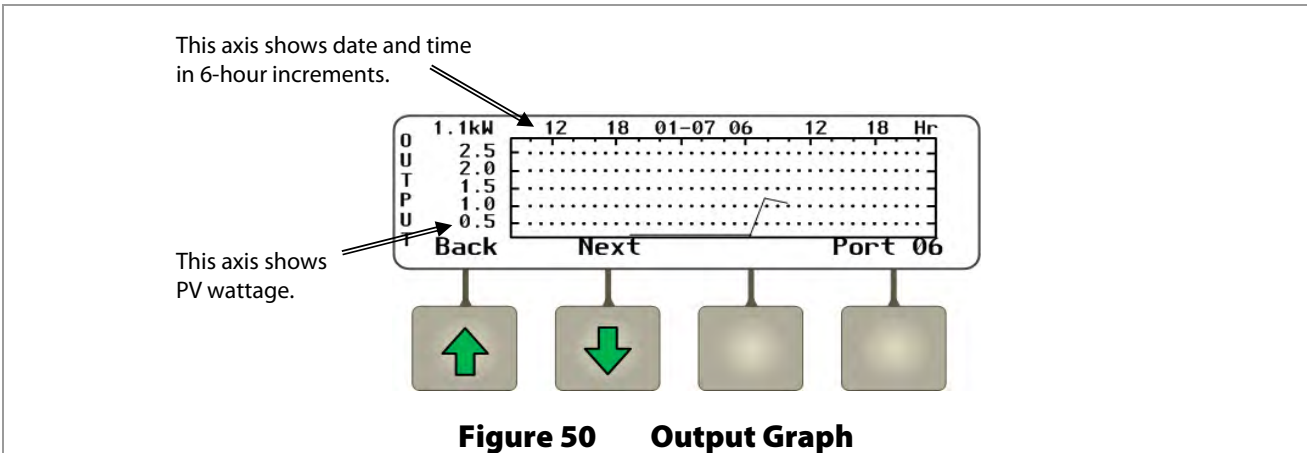 This axis shows date and time
in 6-hour increments.
1.1kW 12 18 01-07 06 12 18 Hr
OUTPUT
2.5
2.0
1.5
1.0
0.5
This axis shows
PV wattage.
Back Next Port 06
Figure 50 Output Graph